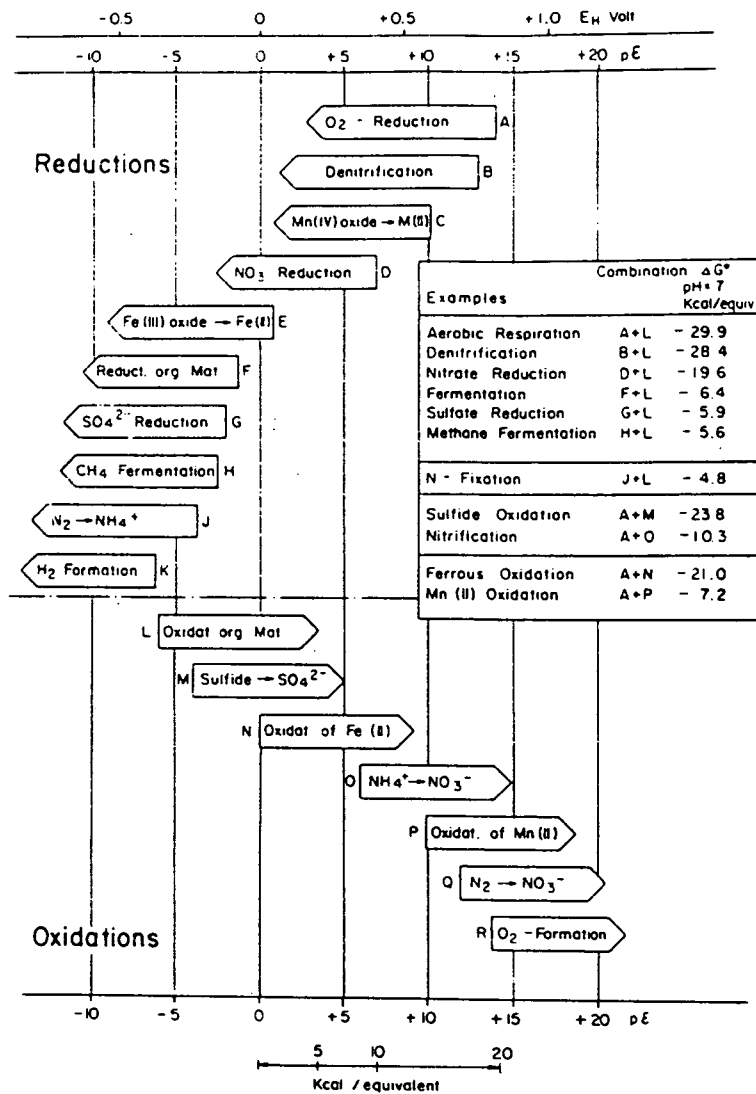 -0.5 0 +0.5 +1.0 E_H Volt
-10 -5 0 +5 +10 +15 +20 pε
O₂ - Reduction A
Reductions
Denitrification B
Mn(IV)oxide → M(II) C
NO₃⁻ Reduction D
Fe(III)oxide → Fe(II) E
Reduct. org Mat F
SO₄²⁻ Reduction G
CH₄ Fermentation H
N₂ → NH₄⁺ J
H₂ Formation K
Combination ΔG°
pH = 7
Examples Kcal/equiv
Aerobic Respiration A+L - 29.9
Denitrification B+L - 28.4
Nitrate Reduction D+L - 19.6
Fermentation F+L - 6.4
Sulfate Reduction G+L - 5.9
Methane Fermentation H+L - 5.6
N - Fixation J+L - 4.8
Sulfide Oxidation A+M - 23.8
Nitrification A+O - 10.3
Ferrous Oxidation A+N - 21.0
Mn (II) Oxidation A+P - 7.2
L Oxidat org Mat
M Sulfide → SO₄²⁻
N Oxidat of Fe (II)
O NH₄⁺ → NO₃⁻
P Oxidat. of Mn(II)
Q N₂ → NO₃⁻
R O₂ - Formation
Oxidations
-10 -5 0 +5 +10 +15 +20 pε
5 10 20
Kcal / equivalent